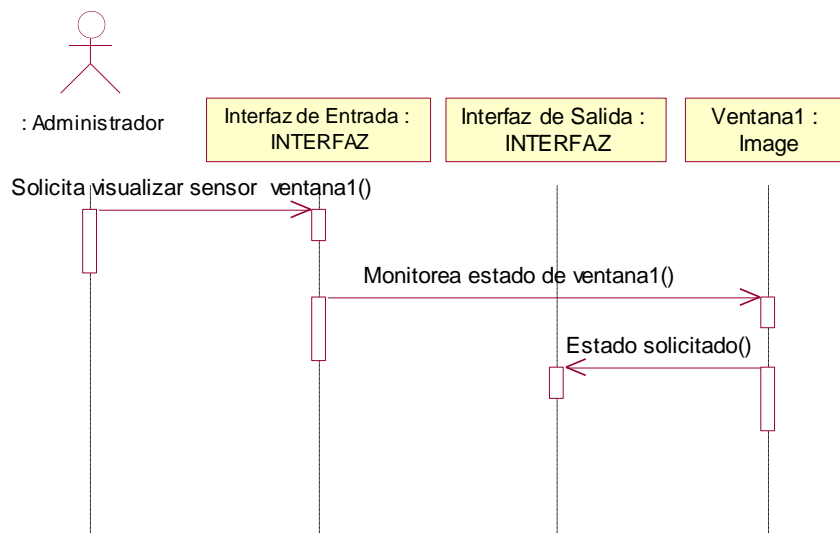 : Administrador
Interfaz de Entrada :
INTERFAZ
Interfaz de Salida :
INTERFAZ
Ventana1 :
Image
Solicita visualizar sensor ventana1()
Monitorea estado de ventana1()
Estado solicitado()